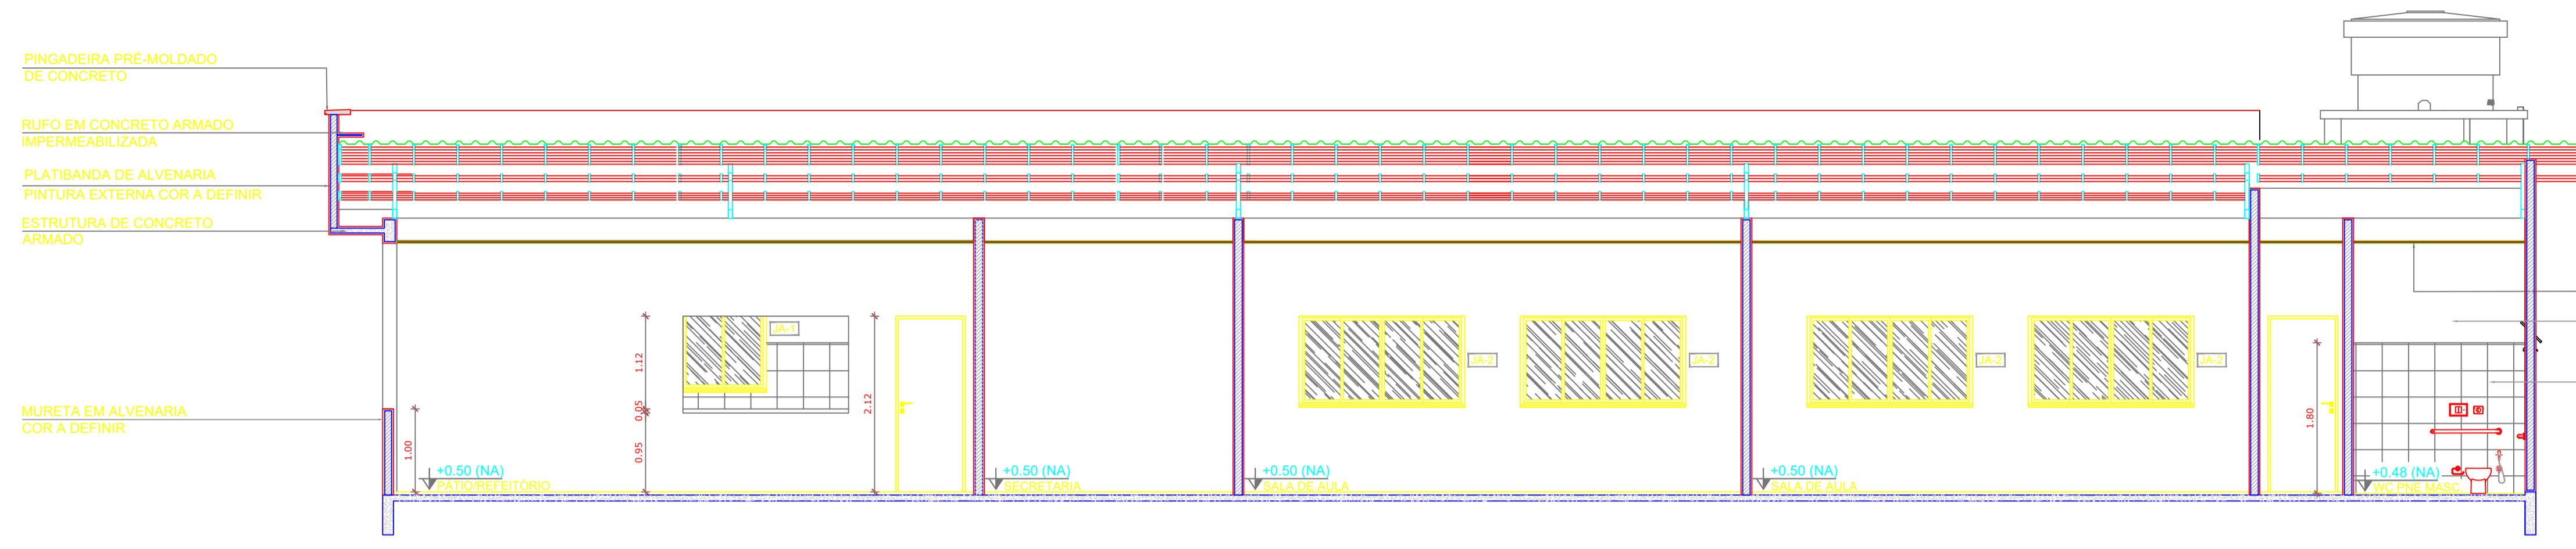 PINGADEIRA PRÉ-MOLDADO
DE CONCRETO
RUFO EM CONCRETO ARMADO
IMPERMEABILIZADA
PLATIBANDA DE ALVENARIA
PINTURA EXTERNA COR A DEFINIR
ESTRUTURA DE CONCRETO
ARMADO
MURETA EM ALVENARIA
COR A DEFINIR
1.00
+0.50 (NA)
PÁTIO/REFEITÓRIO
1.12
0.05
0.95
JA-1
2.12
+0.50 (NA)
SECRETARIA
+0.50 (NA)
SALA DE AULA
JA-2
JA-2
+0.50 (NA)
SALA DE AULA
JA-2
JA-2
1.80
+0.48 (NA)
WC PNE MASC